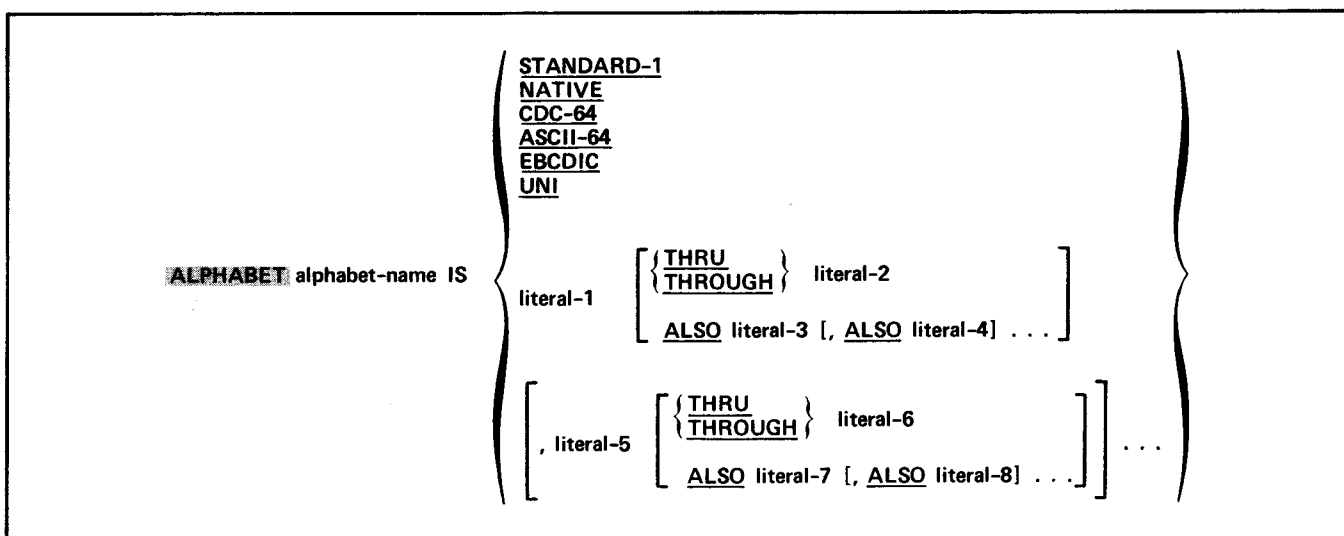 STANDARD-1
NATIVE
CDC-64
ASCII-64
EBCDIC
UNI
ALPHABET alphabet-name IS
literal-1 [ { THRU
THROUGH } literal-2
ALSO literal-3 [, ALSO literal-4] . . . ]
[ , literal-5 [ { THRU
THROUGH } literal-6
ALSO literal-7 [, ALSO literal-8] . . . ] ] . . .